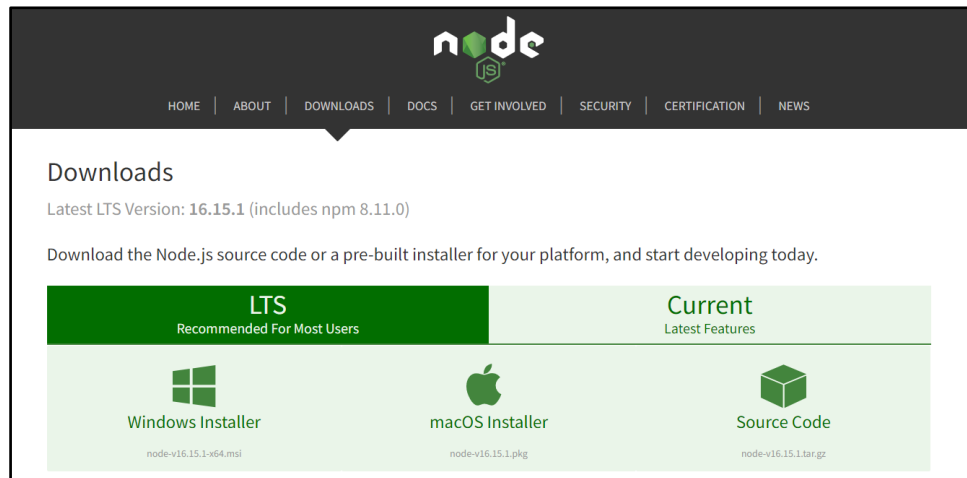 node
JS
HOME ABOUT DOWNLOADS DOCS GET INVOLVED SECURITY CERTIFICATION NEWS
Downloads
Latest LTS Version: 16.15.1 (includes npm 8.11.0)
Download the Node.js source code or a pre-built installer for your platform, and start developing today.
LTS Current
Recommended For Most Users Latest Features
Windows Installer macOS Installer Source Code
node-v16.15.1-x64.msi node-v16.15.1.pkg node-v16.15.1.tar.gz